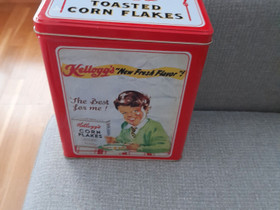 TOASTED
CORN FLAKES
Kellogg's "New Fresh Flavor"!
The best
for me!
Kellogg's
CORN
FLAKES